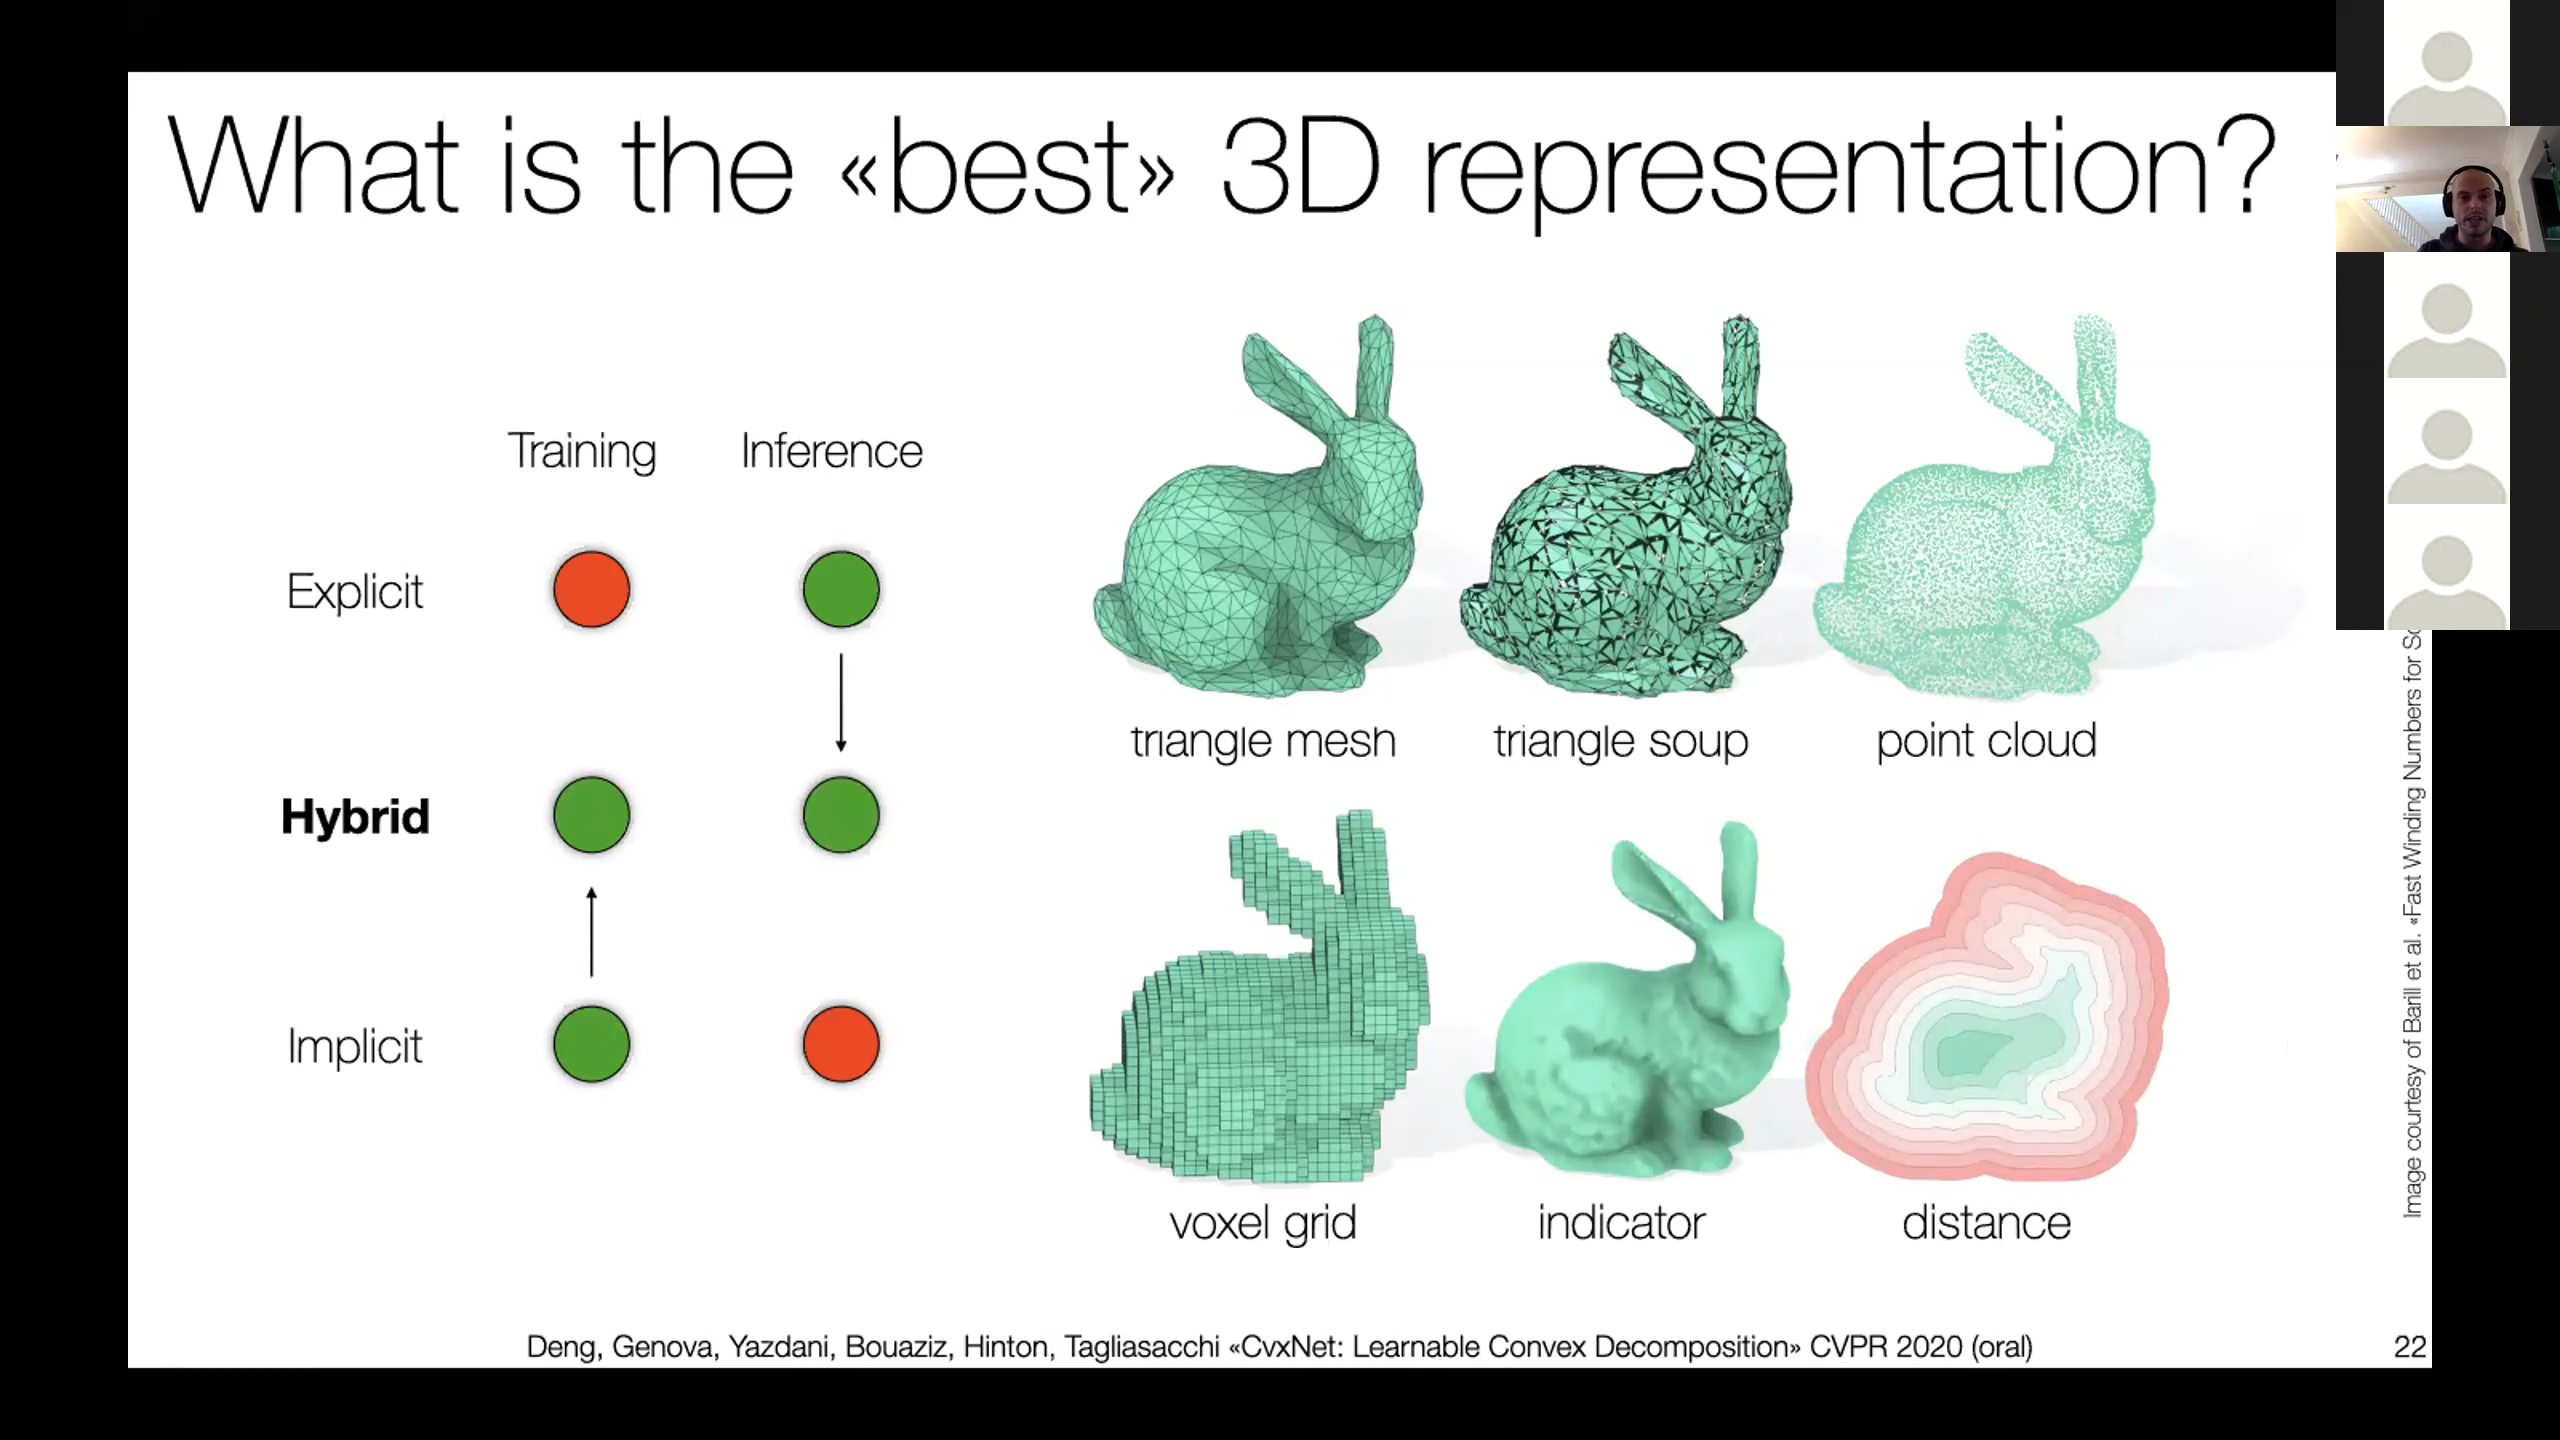 What is the «best» 3D representation?
Training Inference
Explicit
Hybrid
Implicit
triangle mesh triangle soup point cloud
voxel grid indicator distance
Image courtesy of Barill et al. «Fast Winding Numbers for
Deng, Genova, Yazdani, Bouaziz, Hinton, Tagliasacchi «CvxNet: Learnable Convex Decomposition» CVPR 2020 (oral)
22